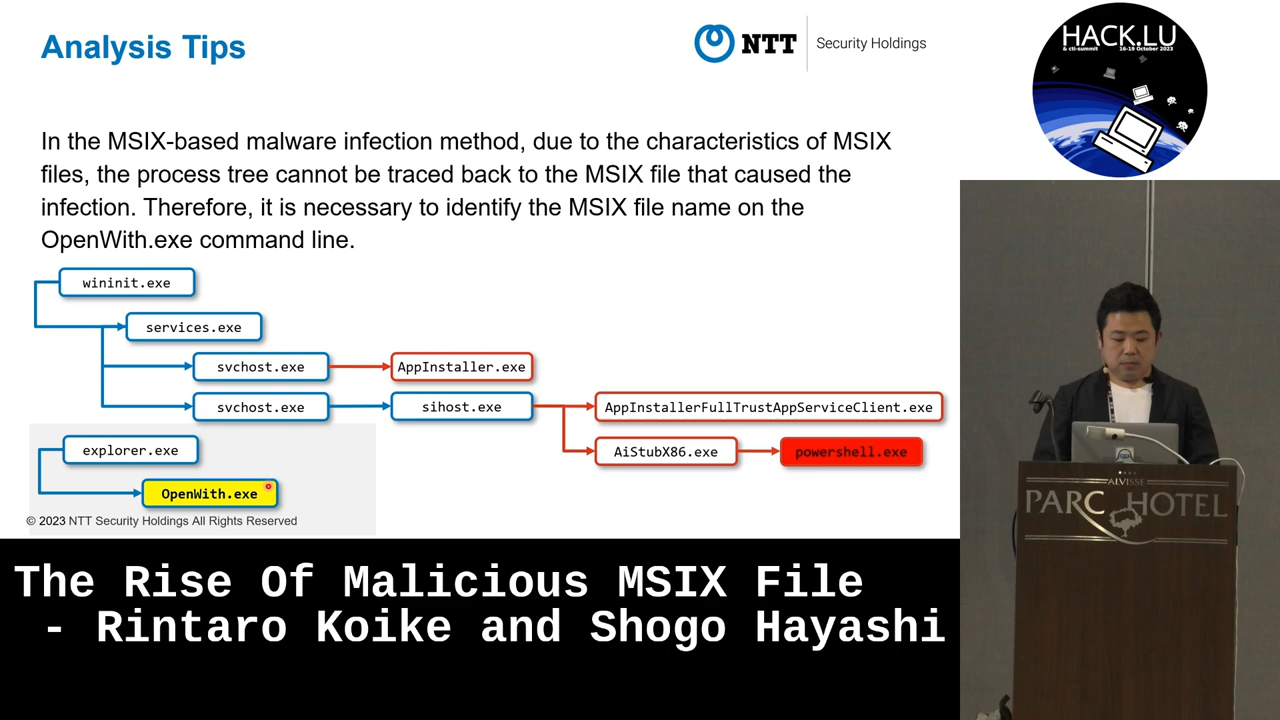 Analysis Tips
NTT
Security Holdings
HACK.LU
& cti-summit 16-19 October 2023
In the MSIX-based malware infection method, due to the characteristics of MSIX
files, the process tree cannot be traced back to the MSIX file that caused the
infection. Therefore, it is necessary to identify the MSIX file name on the
OpenWith.exe command line.
wininit.exe
services.exe
svchost.exe
AppInstaller.exe
svchost.exe
sihost.exe
AppInstallerFullTrustAppServiceClient.exe
AiStubX86.exe
powershell.exe
explorer.exe
OpenWith.exe
© 2023 NTT Security Holdings All Rights Reserved
ALVISSE
PARC HOTEL
The Rise Of Malicious MSIX File
- Rintaro Koike and Shogo Hayashi